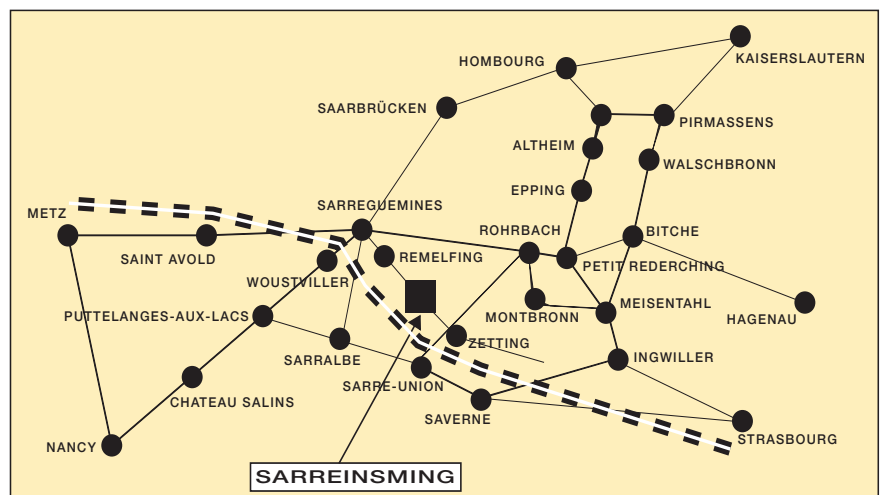 KAISERSLAUTERN
HOMBOURG
SAARBRÜCKEN
PIRMASSENS
ALTHEIM
WALSCHBRONN
EPPING
SARREGUEMINES
METZ
ROHRBACH
BITCHE
SAINT AVOLD
REMELFING
PETIT REDERCHING
WOUSTVILLER
MEISENTAHL
PUTTELANGES-AUX-LACS
MONTBRONN
HAGENAU
ZETTING
SARRALBE
INGWILLER
SARRE-UNION
CHATEAU SALINS
SAVERNE
STRASBOURG
NANCY
SARREINSMING